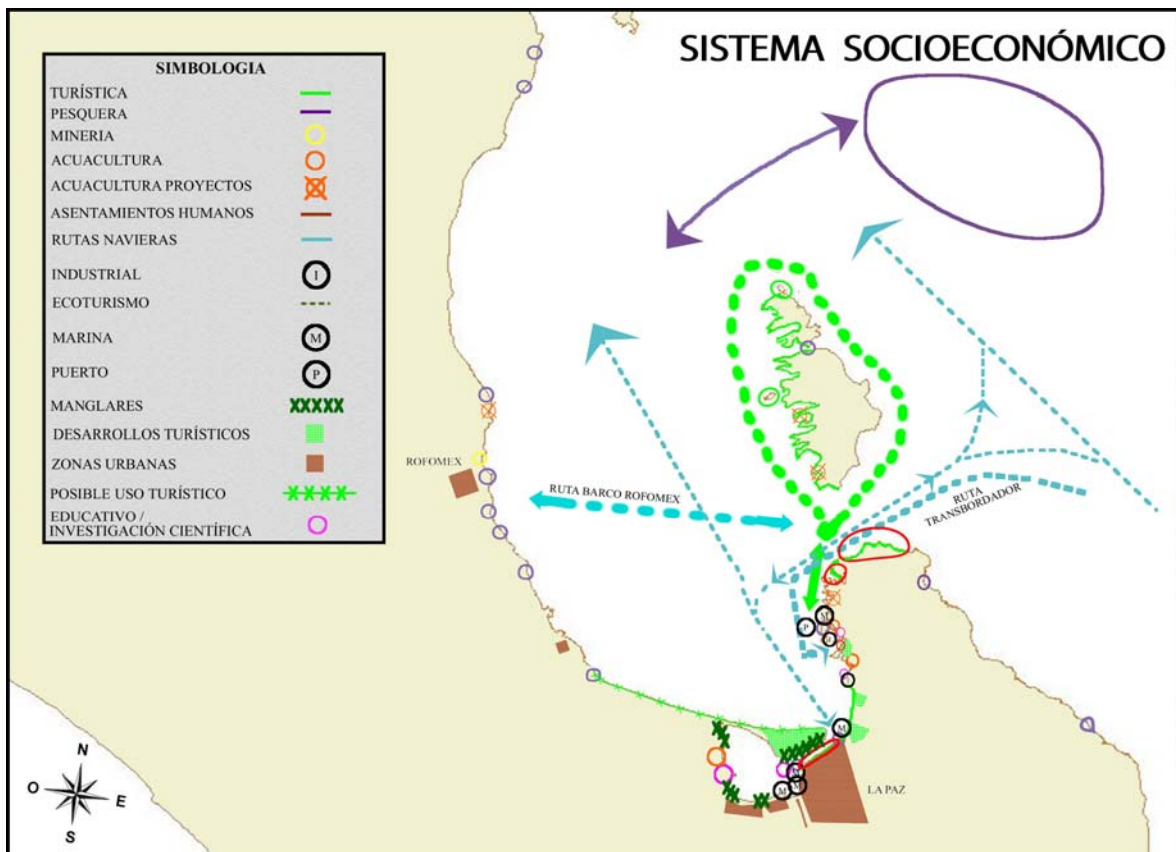 SISTEMA SOCIOECONÓMICO
SIMBOLOGIA
TURÍSTICA
PESQUERA
MINERIA
ACUACULTURA
ACUACULTURA PROYECTOS
ASENTAMIENTOS HUMANOS
RUTAS NAVIERAS
INDUSTRIAL I
ECOTURISMO
MARINA M
PUERTO P
MANGLARES
DESARROLLOS TURÍSTICOS
ZONAS URBANAS
POSIBLE USO TURÍSTICO
EDUCATIVO /
INVESTIGACIÓN CIENTÍFICA
ROFOMEX
RUTA BARCO ROFOMEX
RUTA
TRANSBORDADOR
M
P
M
M
M
LA PAZ
N
O
E
S